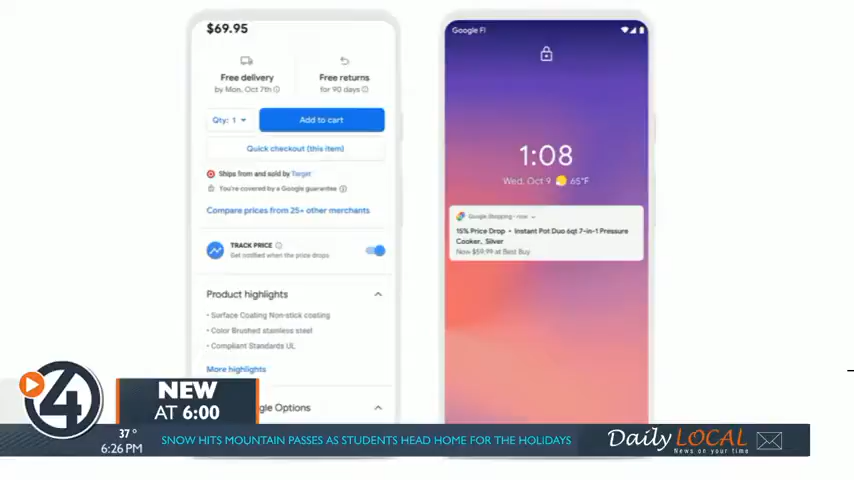 $69.95
Free delivery
by Mon, Oct 7th
Free returns
for 90 days
Qty: 1
Add to cart
Quick checkout (this item)
Ships from and sold by Target
You're covered by a Google guarantee
Compare prices from 25+ other merchants
TRACK PRICE
Get notified when the price drops
Product highlights
• Surface Coating Non-stick coating
• Color Brushed stainless steel
• Compliant Standards UL
More highlights
gle Options
Google Fi
1:08
Wed, Oct 9 65°F
Google Shopping • now
15% Price Drop • Instant Pot Duo 6qt 7-in-1 Pressure
Cooker, Silver
Now $59.99 at Best Buy
4
NEW
AT 6:00
37°
6:26 PM
SNOW HITS MOUNTAIN PASSES AS STUDENTS HEAD HOME FOR THE HOLIDAYS
Daily LOCAL
News on your time